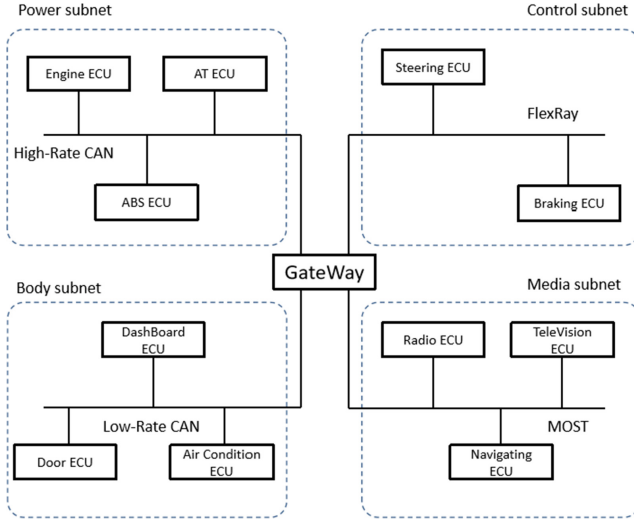 Power subnet
Engine ECU
AT ECU
High-Rate CAN
ABS ECU
Control subnet
Steering ECU
FlexRay
Braking ECU
GateWay
Body subnet
DashBoard
ECU
Low-Rate CAN
Door ECU
Air Condition
ECU
Media subnet
Radio ECU
TeleVision
ECU
MOST
Navigating
ECU